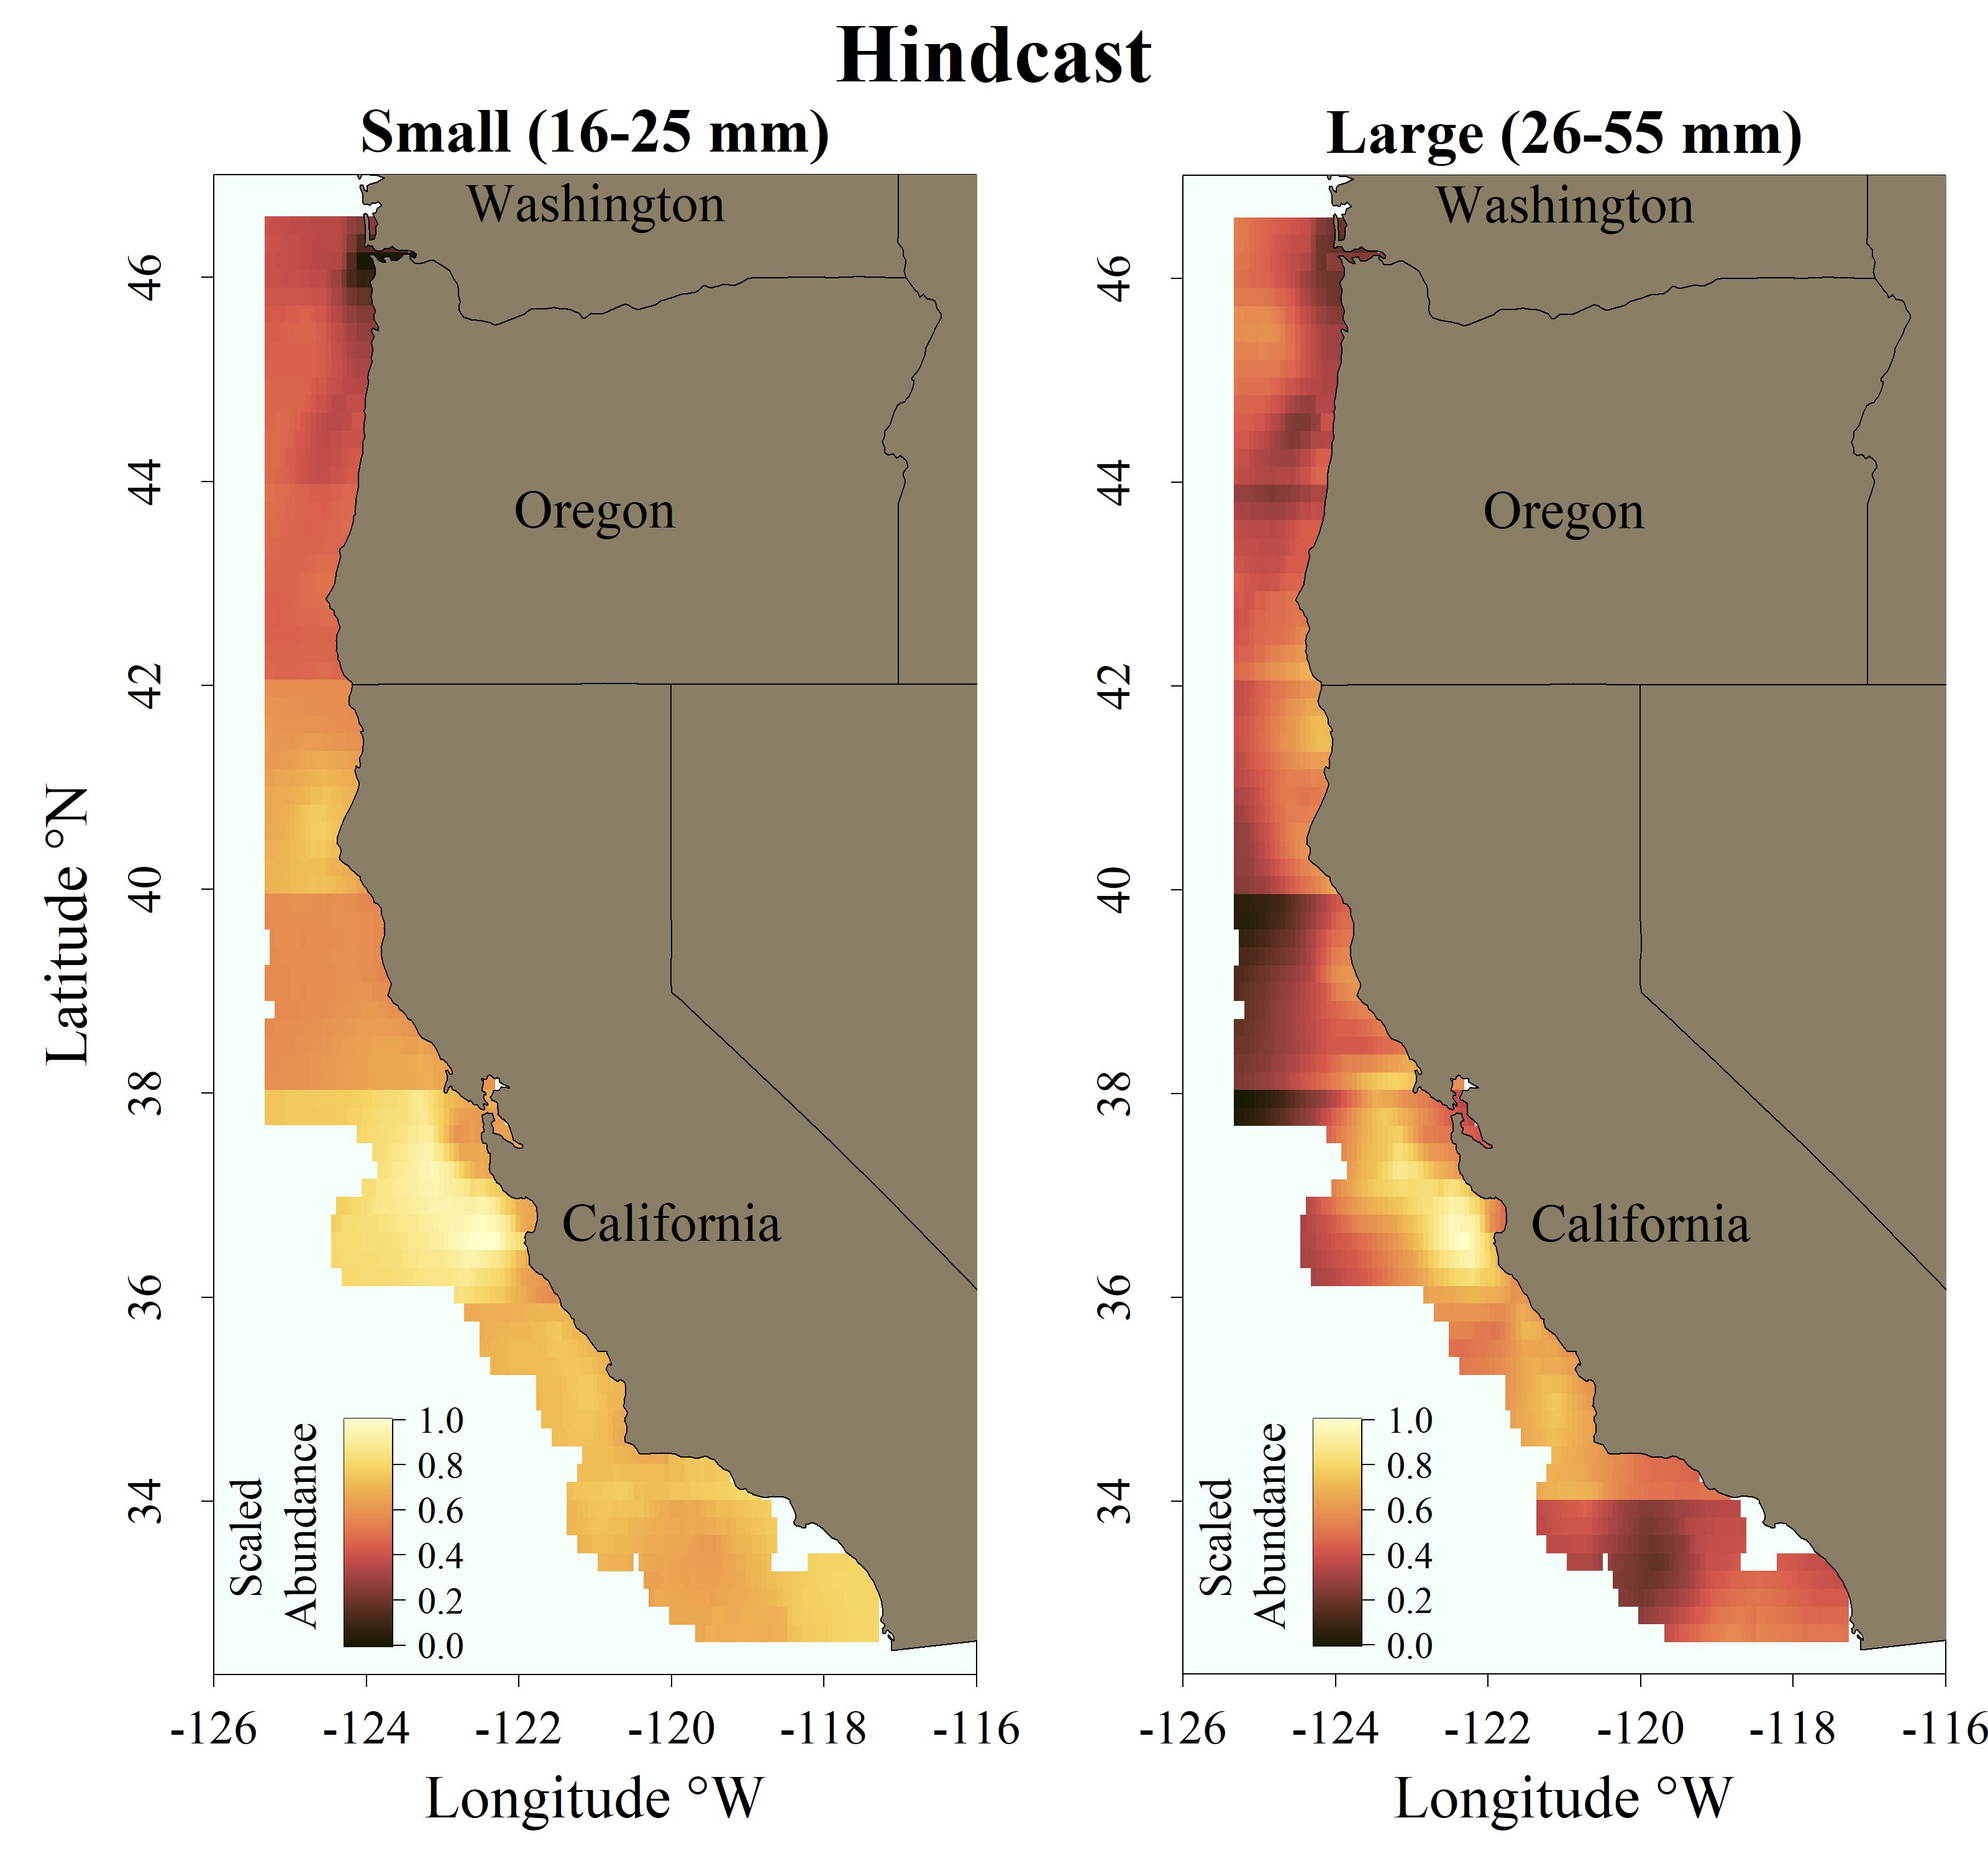 Hindcast
Small (16-25 mm)
Large (26-55 mm)
Latitude °N
46
44
42
40
38
36
34
Washington
Oregon
California
Scaled
Abundance
1.0
0.8
0.6
0.4
0.2
0.0
-126
-124
-122
-120
-118
-116
Longitude °W
46
44
42
40
38
36
34
Washington
Oregon
California
Scaled
Abundance
1.0
0.8
0.6
0.4
0.2
0.0
-126
-124
-122
-120
-118
-116
Longitude °W